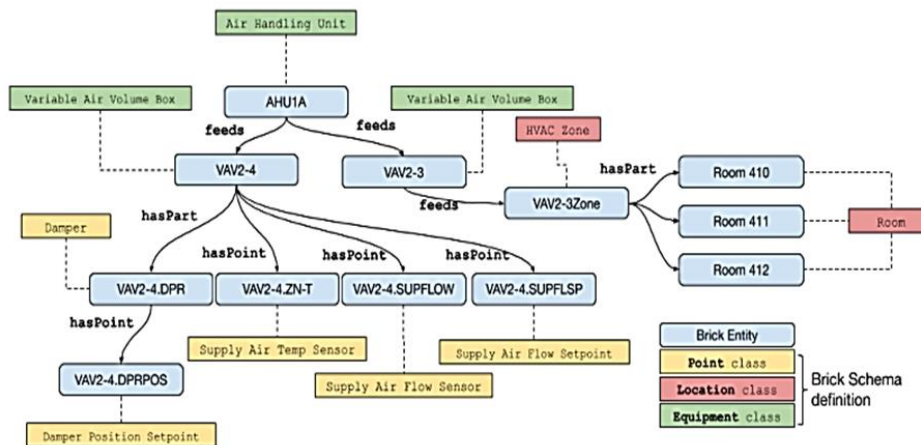 Air Handling Unit
Variable Air Volume Box
AHU1A
Variable Air Volume Box
feeds
feeds
HVAC Zone
VAV2-4
VAV2-3
hasPart
Room 410
feeds
VAV2-3Zone
Damper
hasPart
Room 411
Room
hasPoint
hasPoint
hasPoint
Room 412
VAV2-4.DPR
VAV2-4.ZN-T
VAV2-4.SUPFLOW
VAV2-4.SUPFLSP
hasPoint
Supply Air Temp Sensor
Supply Air Flow Setpoint
VAV2-4.DPRPOS
Supply Air Flow Sensor
Damper Position Setpoint
Brick Entity
Point class
Location class
Equipment class
Brick Schema
definition